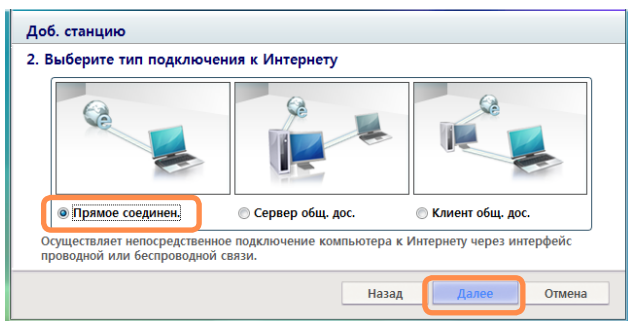 Доб. станцию
2. Выберите тип подключения к Интернету
Прямое соединен. Сервер общ. дос. Клиент общ. дос.
Осуществляет непосредственное подключение компьютера к Интернету через интерфейс
проводной или беспроводной связи.
Назад Далее Отмена